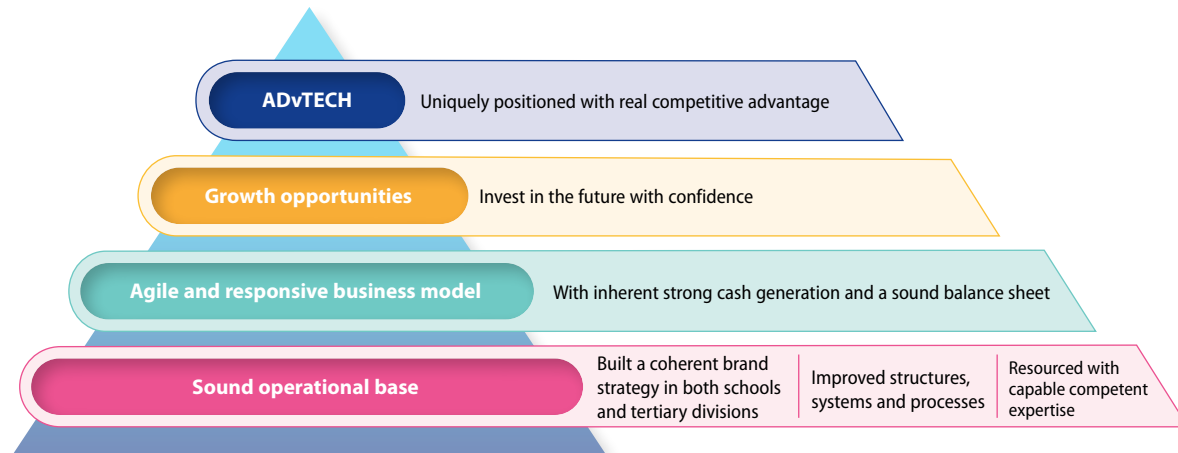 ADvTECH
Uniquely positioned with real competitive advantage
Growth opportunities
Invest in the future with confidence
Agile and responsive business model
With inherent strong cash generation and a sound balance sheet
Sound operational base
Built a coherent brand
strategy in both schools
and tertiary divisions
Improved structures,
systems and processes
Resourced with
capable competent
expertise